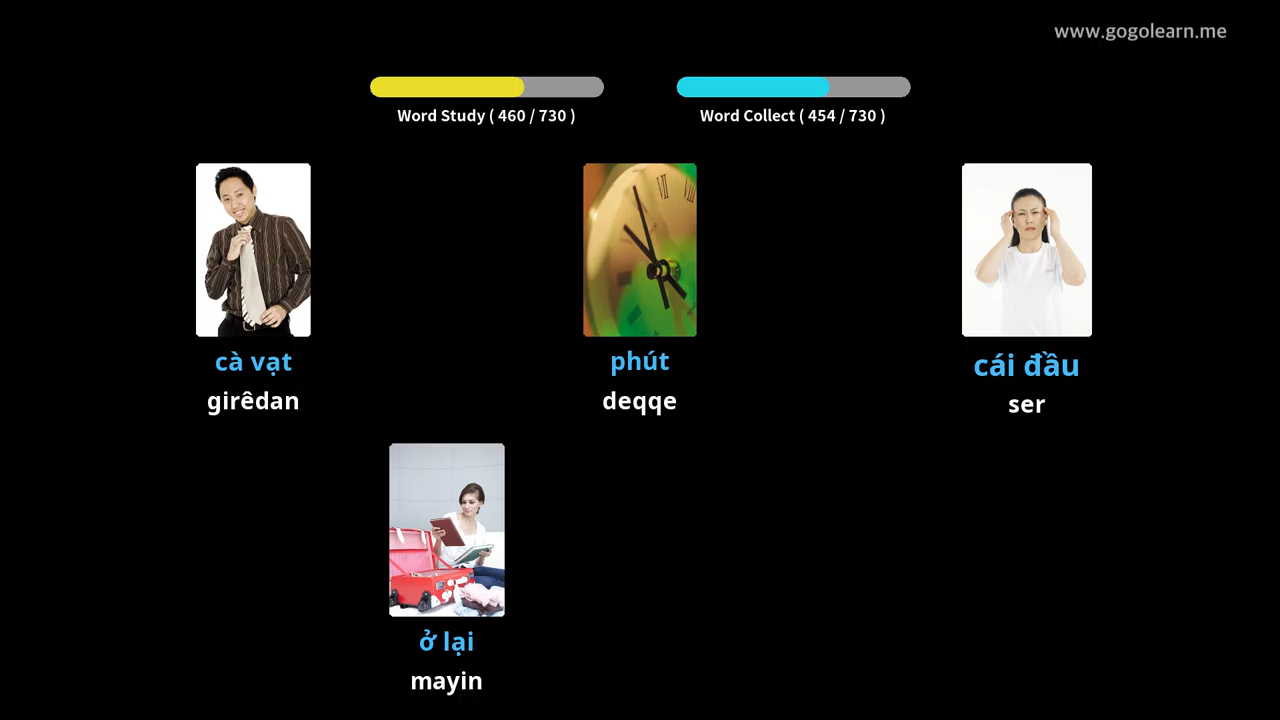 www.gogolearn.me
Word Study ( 460 / 730 )
Word Collect ( 454 / 730 )
cà vạt
girêdan
phút
deqqe
cái đầu
ser
ở lại
mayin